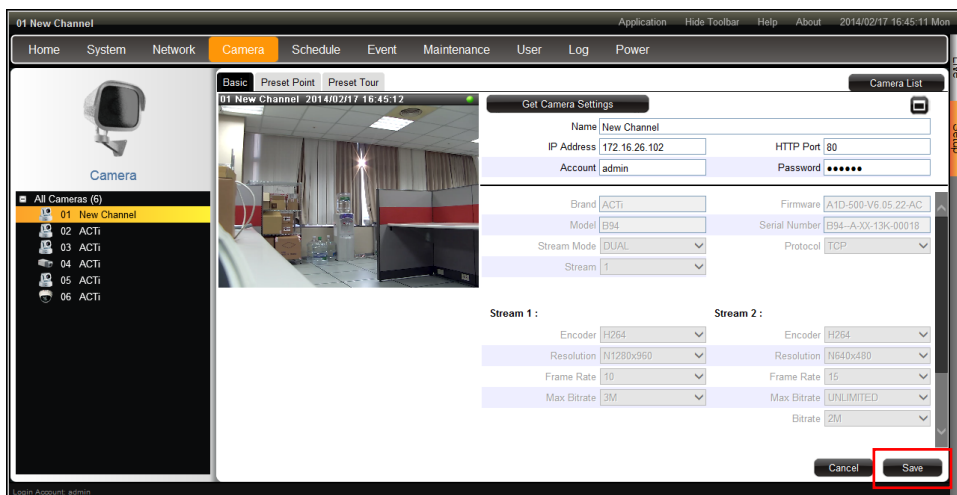 01 New Channel Application Hide Toolbar Help About 2014/02/17 16:45:11 Mon
Home System Network Camera Schedule Event Maintenance User Log Power
Live
Setup
Camera
All Cameras (6)
01 New Channel
02 ACTi
03 ACTi
04 ACTi
05 ACTi
06 ACTi
Basic Preset Point Preset Tour Camera List
01 New Channel 2014/02/17 16:45:12
Get Camera Settings
Name New Channel
IP Address 172.16.26.102 HTTP Port 80
Account admin Password ●●●●●●
Brand ACTi Firmware A1D-500-V6.05.22-AC
Model B94 Serial Number B94--A-XX-13K-00018
Stream Mode DUAL Protocol TCP
Stream 1
Stream 1 : Stream 2 :
Encoder H264 Encoder H264
Resolution N1280x960 Resolution N640x480
Frame Rate 10 Frame Rate 15
Max Bitrate 3M Max Bitrate UNLIMITED
Bitrate 2M
Cancel Save
Login Account: admin